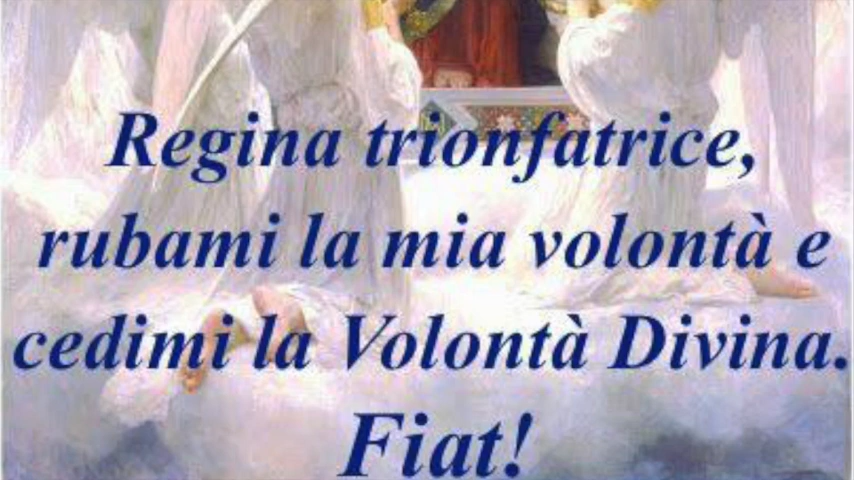 Regina trionfatrice,
rubami la mia volontà e
cedimi la Volontà Divina.
Fiat!